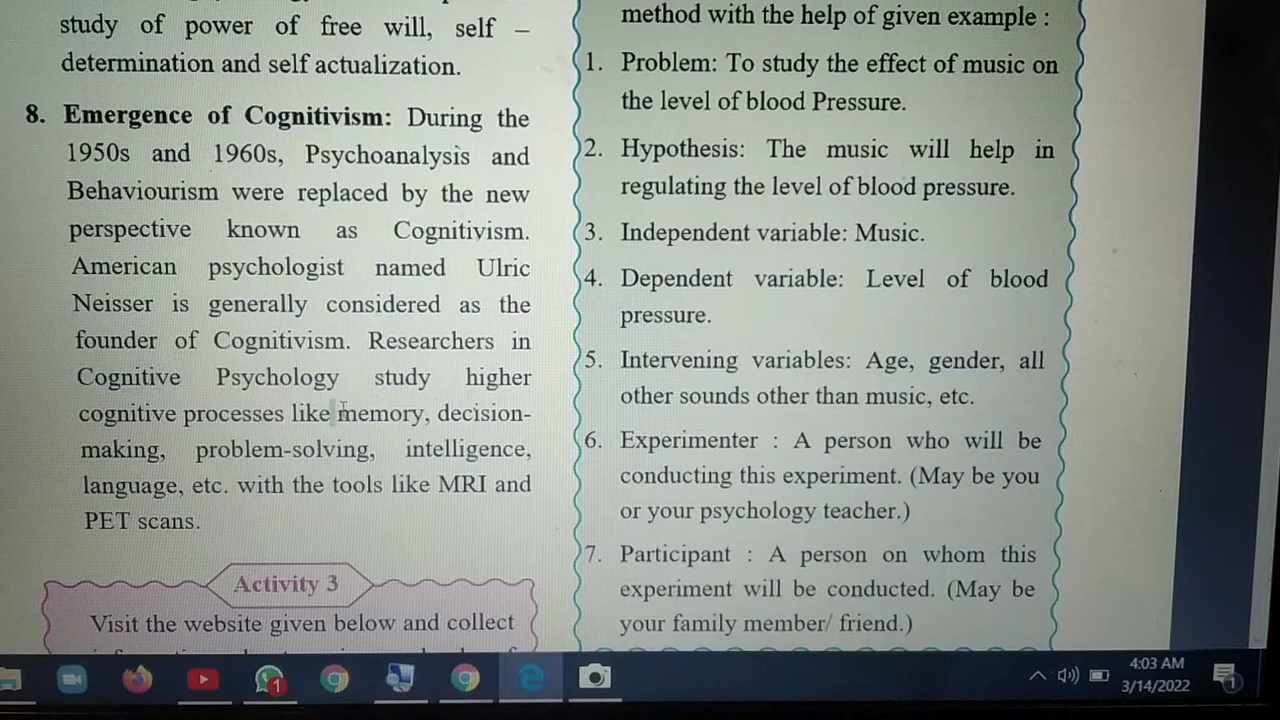 study of power of free will, self –
determination and self actualization.
8. Emergence of Cognitivism: During the
1950s and 1960s, Psychoanalysis and
Behaviourism were replaced by the new
perspective known as Cognitivism.
American psychologist named Ulric
Neisser is generally considered as the
founder of Cognitivism. Researchers in
Cognitive Psychology study higher
cognitive processes like memory, decision-
making, problem-solving, intelligence,
language, etc. with the tools like MRI and
PET scans.
Activity 3
Visit the website given below and collect
method with the help of given example :
1. Problem: To study the effect of music on
the level of blood Pressure.
2. Hypothesis: The music will help in
regulating the level of blood pressure.
3. Independent variable: Music.
4. Dependent variable: Level of blood
pressure.
5. Intervening variables: Age, gender, all
other sounds other than music, etc.
6. Experimenter : A person who will be
conducting this experiment. (May be you
or your psychology teacher.)
7. Participant : A person on whom this
experiment will be conducted. (May be
your family member/ friend.)
1
4:03 AM
3/14/2022
1